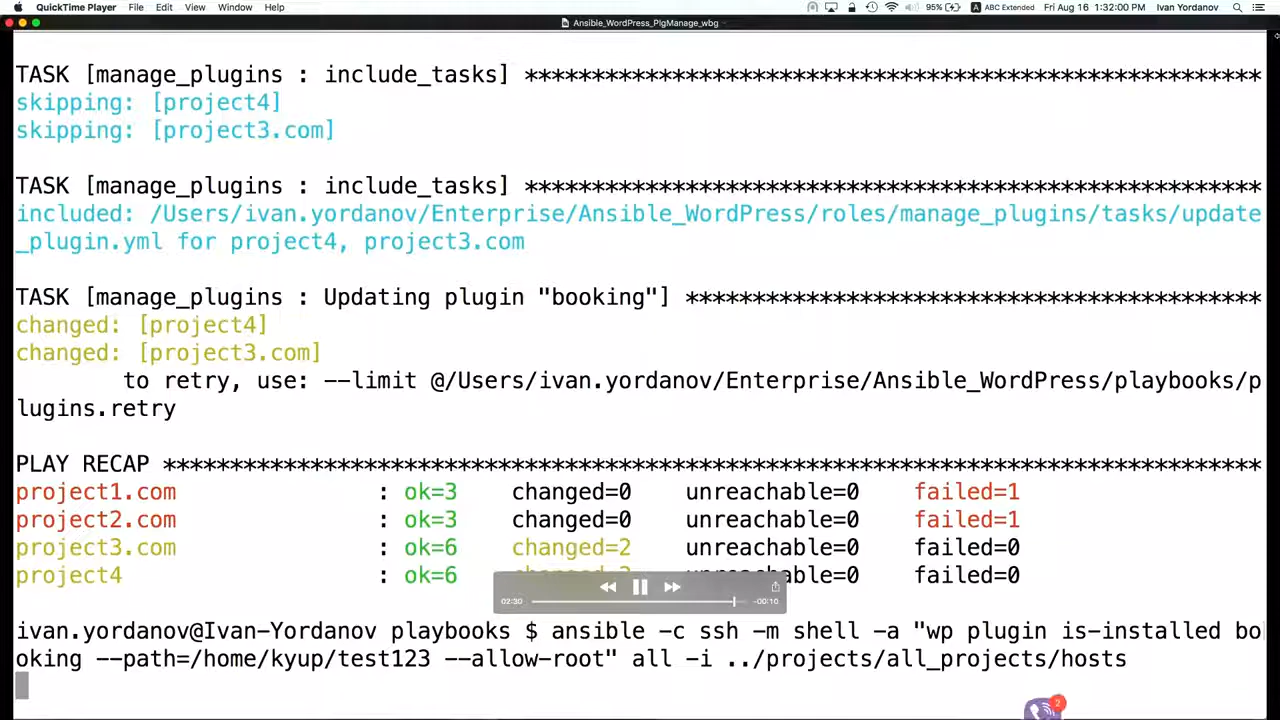 QuickTime Player File Edit View Window Help 95% A ABC Extended Fri Aug 16 1:32:00 PM Ivan Yordanov
Ansible_WordPress_PlgManage_wbg
TASK [manage_plugins : include_tasks] *******************************************************
skipping: [project4]
skipping: [project3.com]
TASK [manage_plugins : include_tasks] *******************************************************
included: /Users/ivan.yordanov/Enterprise/Ansible_WordPress/roles/manage_plugins/tasks/update
_plugin.yml for project4, project3.com
TASK [manage_plugins : Updating plugin "booking"] *******************************************
changed: [project4]
changed: [project3.com]
to retry, use: --limit @/Users/ivan.yordanov/Enterprise/Ansible_WordPress/playbooks/p
lugins.retry
PLAY RECAP **********************************************************************************
project1.com : ok=3 changed=0 unreachable=0 failed=1
project2.com : ok=3 changed=0 unreachable=0 failed=1
project3.com : ok=6 changed=2 unreachable=0 failed=0
project4 : ok=6 changed=2 unreachable=0 failed=0
02:30 -00:10
ivan.yordanov@Ivan-Yordanov playbooks $ ansible -c ssh -m shell -a "wp plugin is-installed bo
oking --path=/home/kyup/test123 --allow-root" all -i ../projects/all_projects/hosts
2